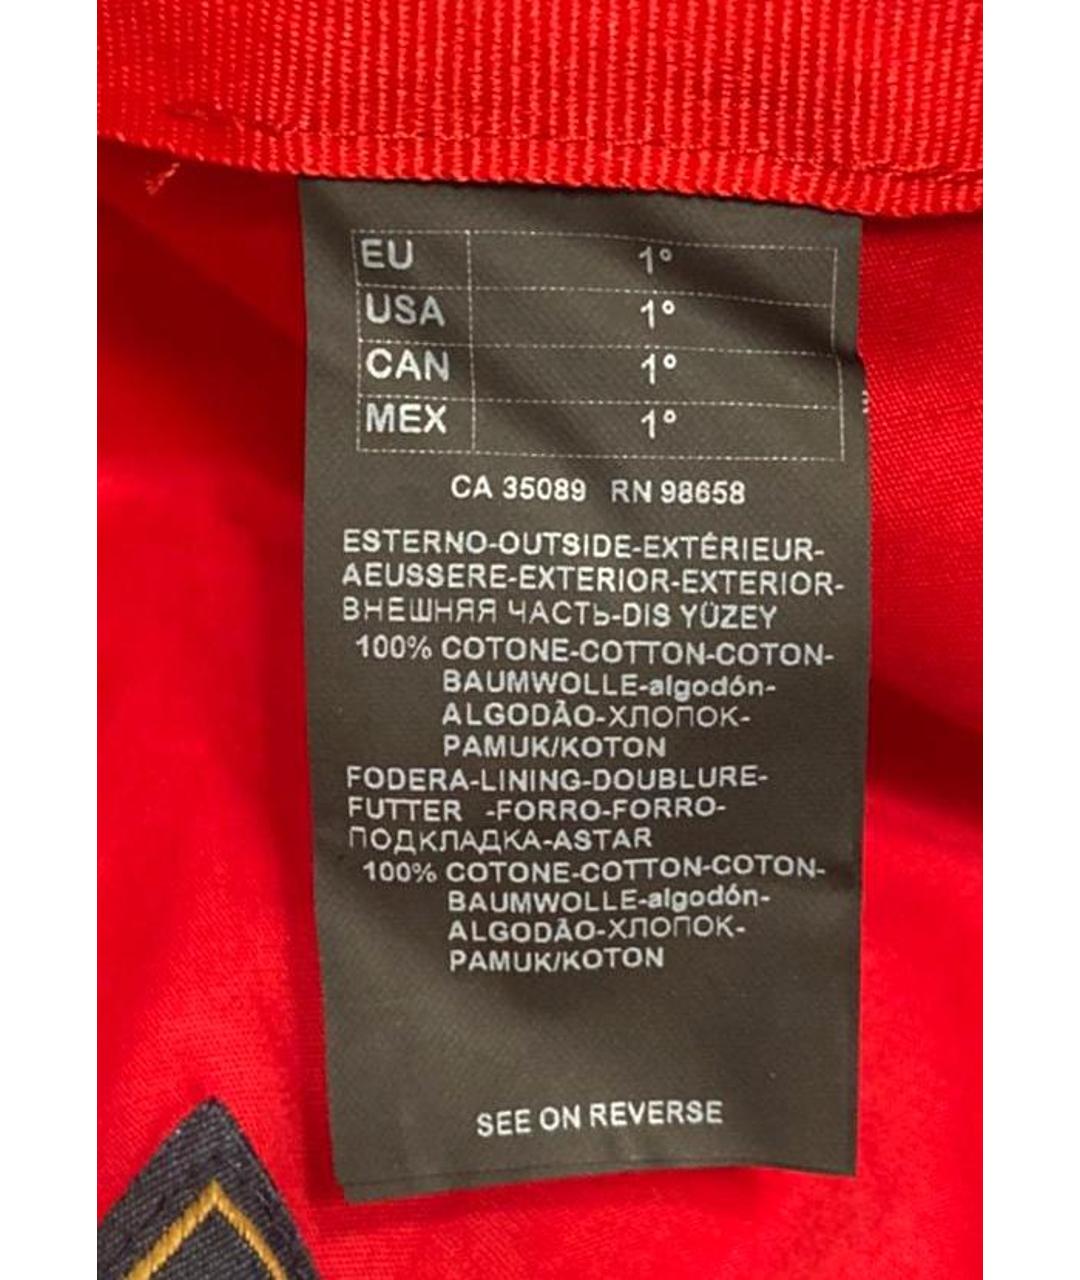 EU 1°
USA 1°
CAN 1°
MEX 1°
CA 35089 RN 98658
ESTERNO-OUTSIDE-EXTÉRIEUR-
AEUSSERE-EXTERIOR-EXTERIOR-
ВНЕШНЯЯ ЧАСТЬ-DIS YÜZEY
100% COTONE-COTTON-COTON-
BAUMWOLLE-algodón-
ALGODÃO-ХЛОПОК-
PAMUK/KOTON
FODERA-LINING-DOUBLURE-
FUTTER -FORRO-FORRO-
ПОДКЛАДКА-ASTAR
100% COTONE-COTTON-COTON-
BAUMWOLLE-algodón-
ALGODÃO-ХЛОПОК-
PAMUK/KOTON
SEE ON REVERSE